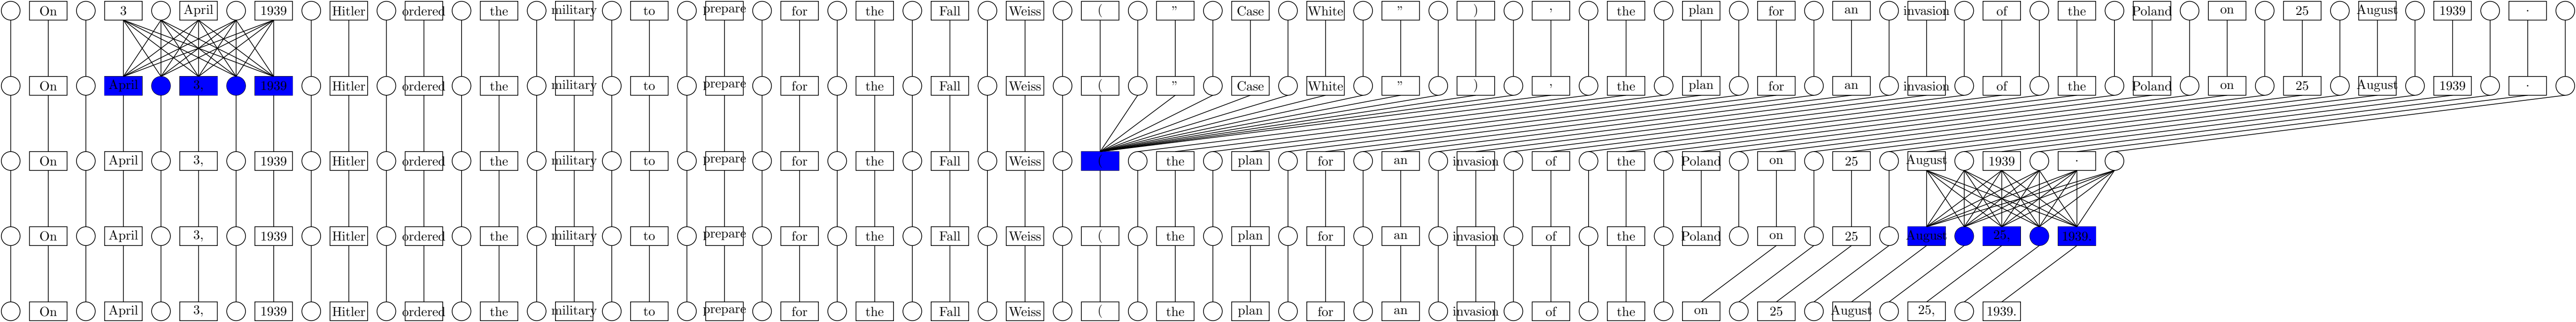 On 3 April 1939 Hitler ordered the military to prepare for the Fall Weiss ( " Case White " ) , the plan for an invasion of the Poland on 25 August 1939 .
On April 3, 1939 Hitler ordered the military to prepare for the Fall Weiss ( " Case White " ) , the plan for an invasion of the Poland on 25 August 1939 .
On April 3, 1939 Hitler ordered the military to prepare for the Fall Weiss the plan for an invasion of the Poland on 25 August 1939 .
On April 3, 1939 Hitler ordered the military to prepare for the Fall Weiss ( the plan for an invasion of the Poland on 25 August 25, 1939.
On April 3, 1939 Hitler ordered the military to prepare for the Fall Weiss ( the plan for an invasion of the on 25 August 25, 1939.